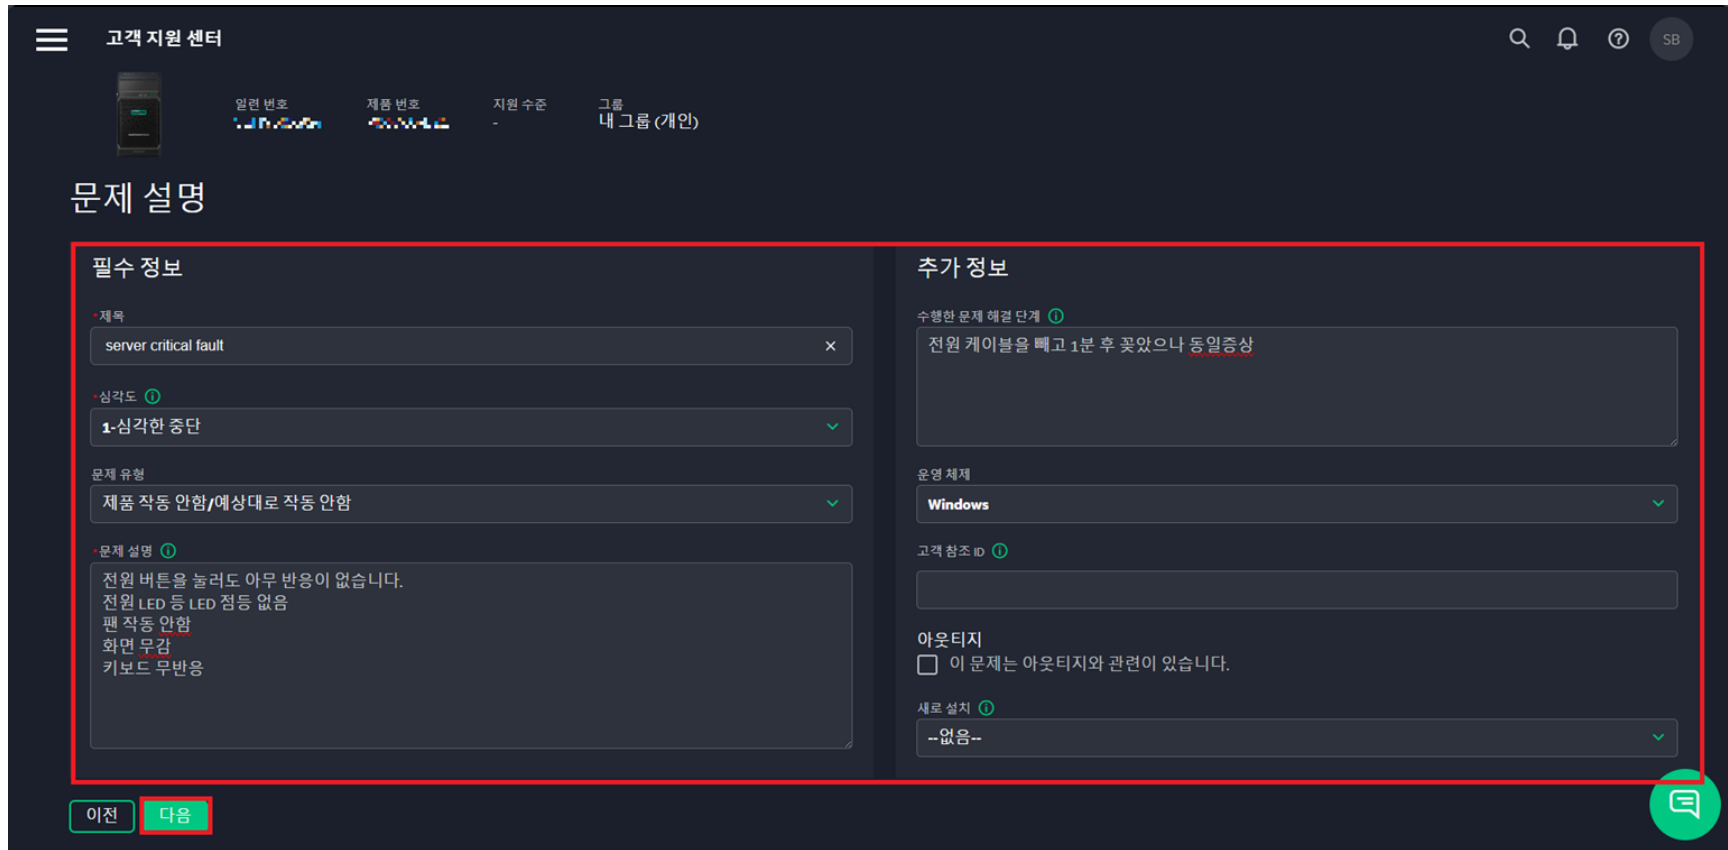 고객 지원 센터
SB
일련 번호
제품 번호
지원 수준
-
그룹
내 그룹 (개인)
문제 설명
필수 정보
*제목
server critical fault
*심각도
1-심각한 중단
문제 유형
제품 작동 안함/예상대로 작동 안함
*문제 설명
전원 버튼을 눌러도 아무 반응이 없습니다.
전원 LED 등 LED 점등 없음
팬 작동 안함
화면 무감
키보드 무반응
추가 정보
수행한 문제 해결 단계
전원 케이블을 빼고 1분 후 꽂았으나 동일증상
운영 체제
Windows
고객 참조 ID
아웃티지
이 문제는 아웃티지와 관련이 있습니다.
새로 설치
--없음--
이전
다음